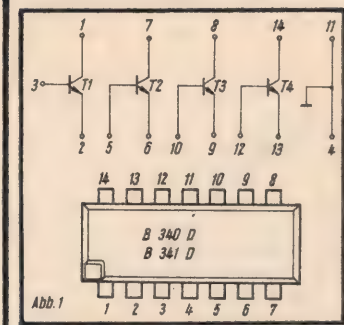 1 7 8 14 11
3 T1 T2 T3 T4
2 5 6 10 9 12 13 4
14 13 12 11 10 9 8
B 340 D
B 341 D
1 2 3 4 5 6 7
Abb.1